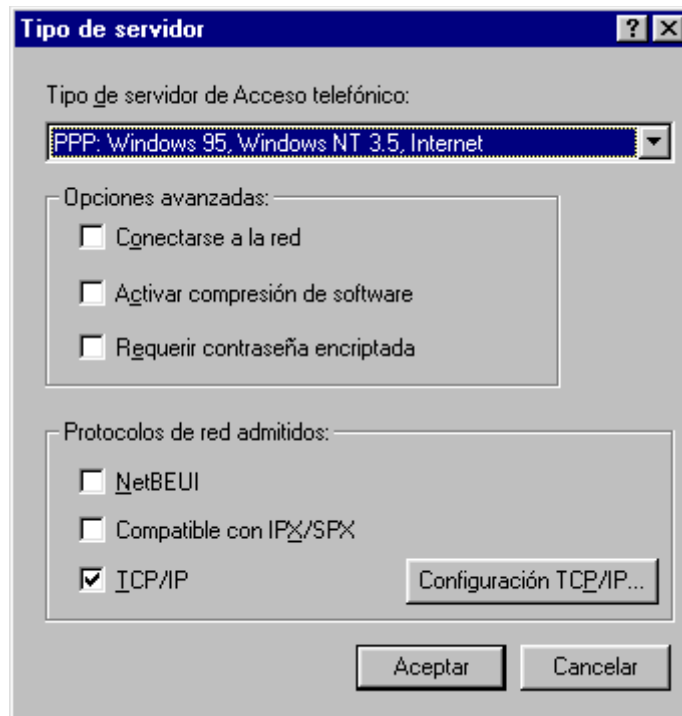 Tipo de servidor
Tipo de servidor de Acceso telefónico:
PPP: Windows 95, Windows NT 3.5, Internet
Opciones avanzadas:
Conectarse a la red
Activar compresión de software
Requerir contraseña encriptada
Protocolos de red admitidos:
NetBEUI
Compatible con IPX/SPX
TCP/IP
Configuración TCP/IP...
Aceptar
Cancelar